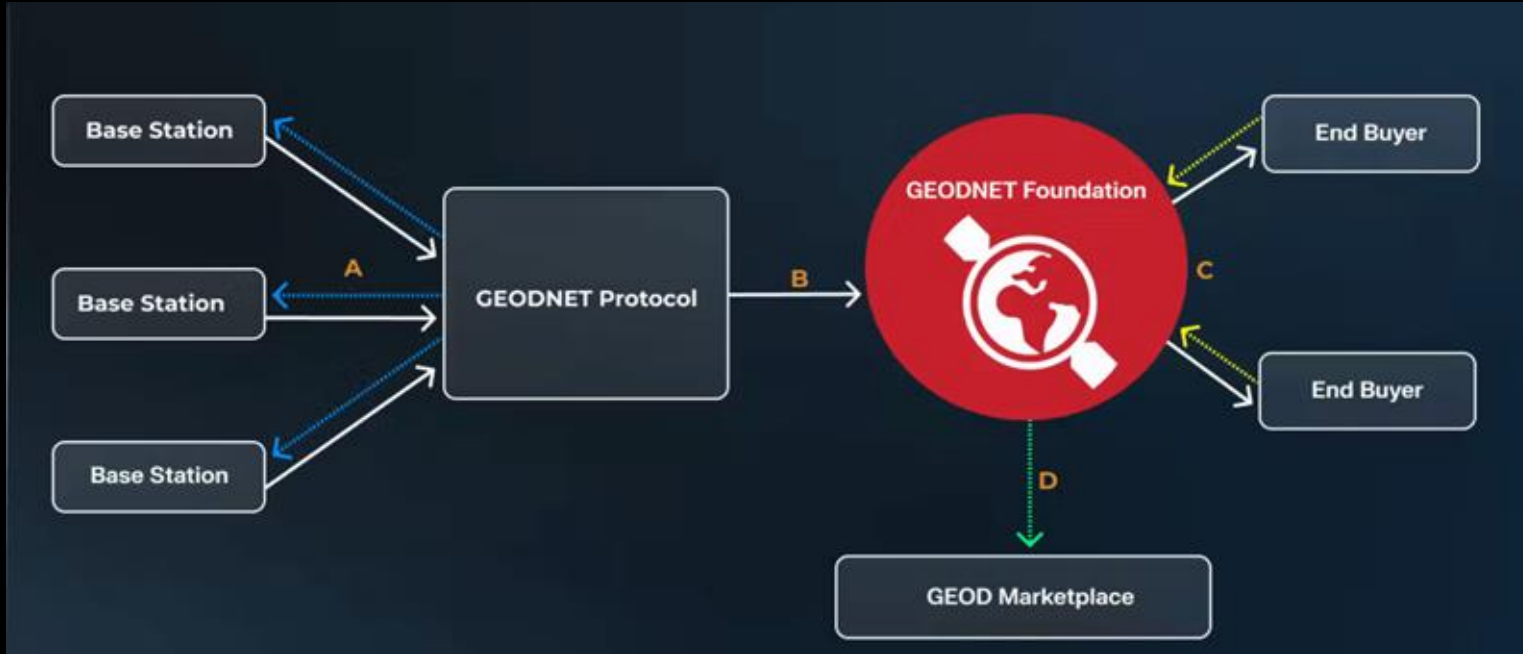 Base Station
End Buyer
GEODNET Foundation
A
Base Station
GEODNET Protocol
B
C
Base Station
End Buyer
D
GEOD Marketplace